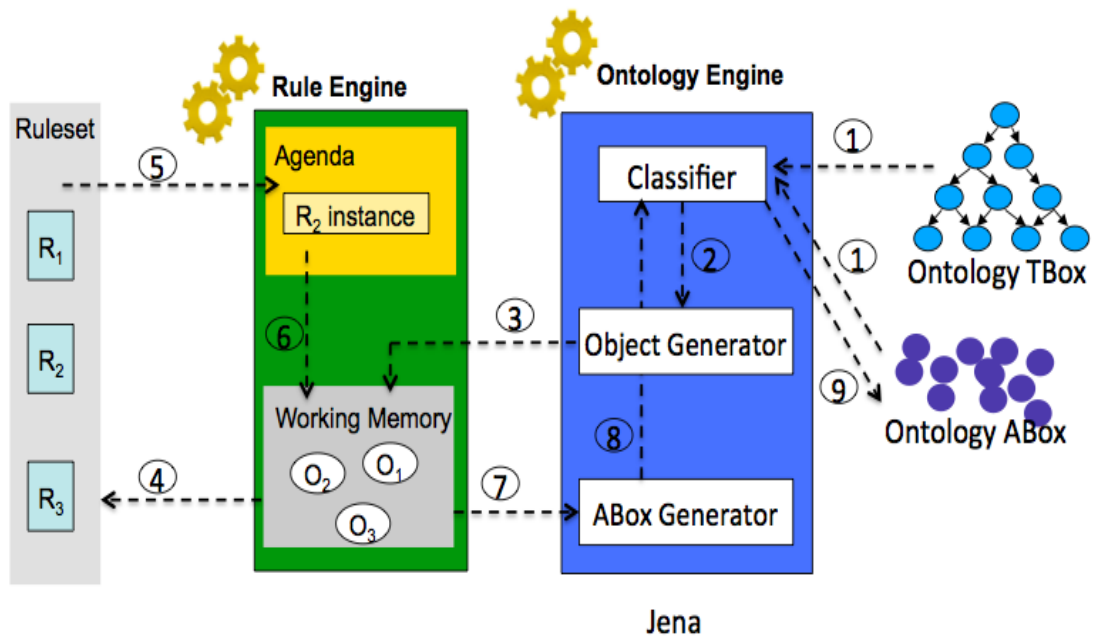 Rule Engine
Ontology Engine
Ruleset
R1
R2
R3
5
Agenda
R2 instance
6
Working Memory
O1
O2
O3
4
3
7
Classifier
2
Object Generator
8
ABox Generator
1
Ontology TBox
1
9
Ontology ABox
Jena